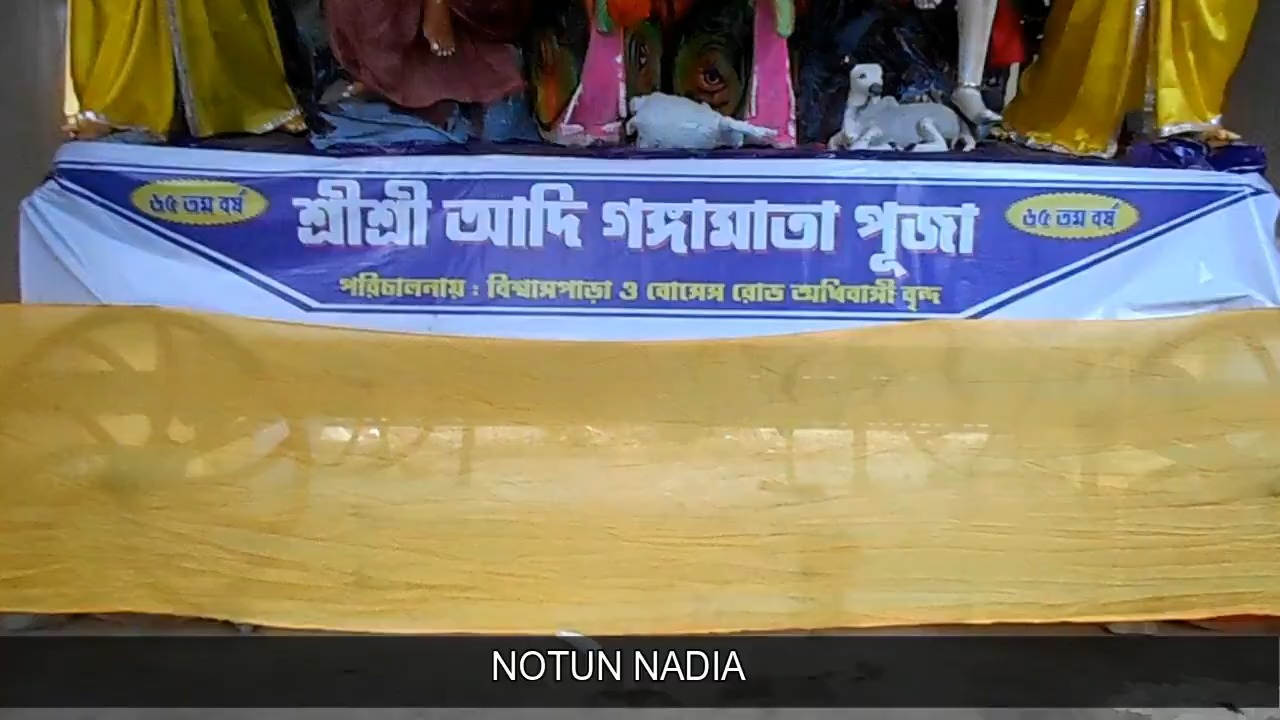 ৬৫ তম বর্ষ
শ্রীশ্রী আদি গঙ্গামাতা পূজা
৬৫ তম বর্ষ
পরিচালনায় : বিশ্বাসপাড়া ও বোসেস রোড অধিবাসী বৃন্দ
NOTUN NADIA